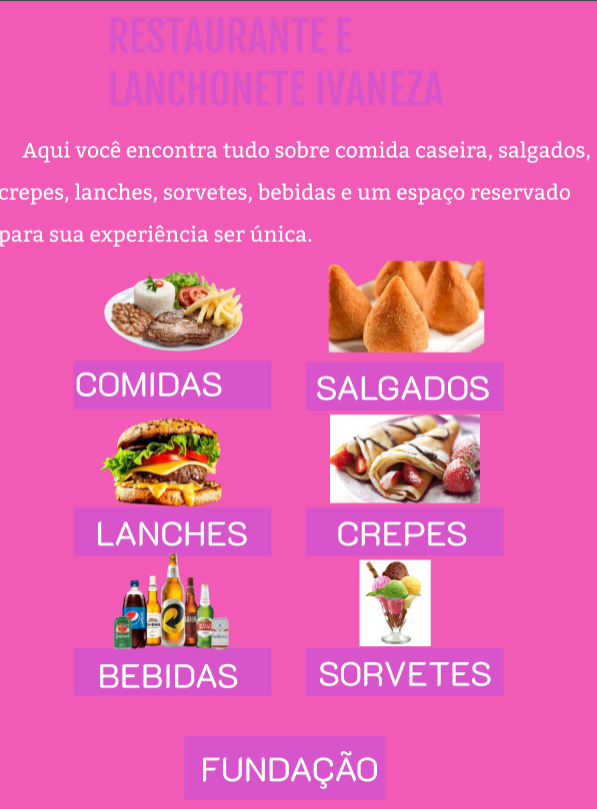 RESTAURANTE E
LANCHONETE IVANEZA
Aqui você encontra tudo sobre comida caseira, salgados,
crepes, lanches, sorvetes, bebidas e um espaço reservado
para sua experiência ser única.
COMIDAS
SALGADOS
LANCHES
CREPES
BEBIDAS
SORVETES
FUNDAÇÃO